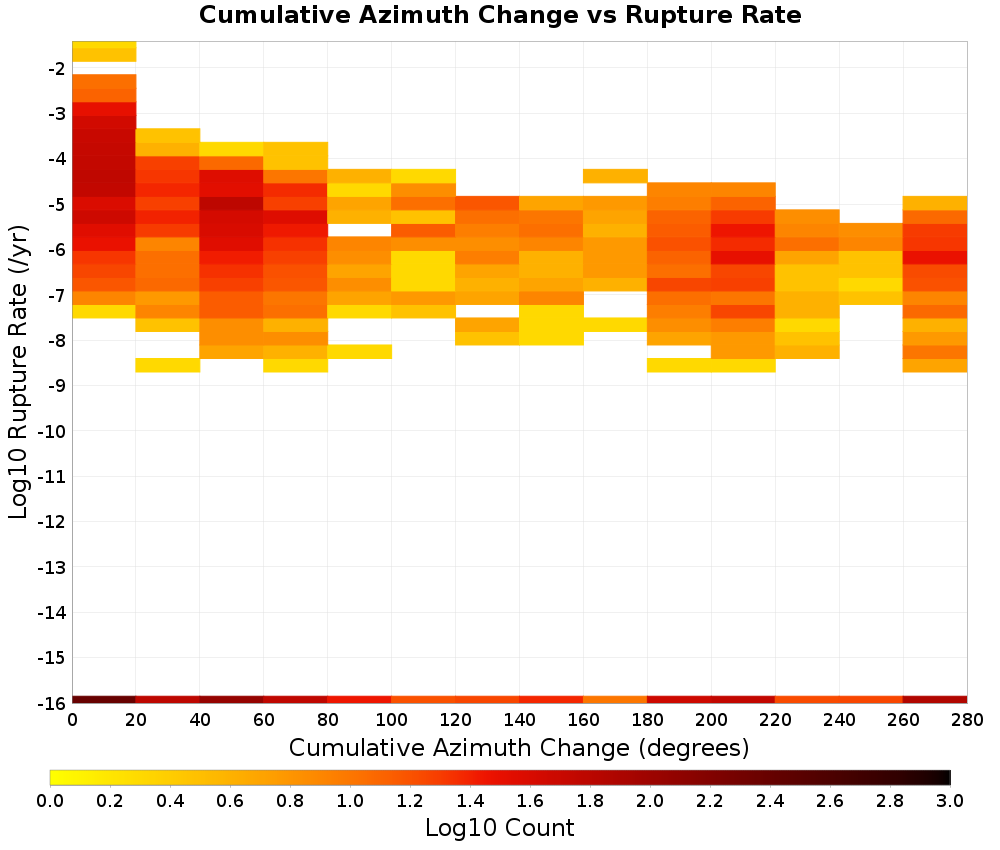 Cumulative Azimuth Change vs Rupture Rate
Log10 Rupture Rate (/yr)
-2
-3
-4
-5
-6
-7
-8
-9
-10
-11
-12
-13
-14
-15
-16
0 20 40 60 80 100 120 140 160 180 200 220 240 260 280
Cumulative Azimuth Change (degrees)
0.0 0.2 0.4 0.6 0.8 1.0 1.2 1.4 1.6 1.8 2.0 2.2 2.4 2.6 2.8 3.0
Log10 Count